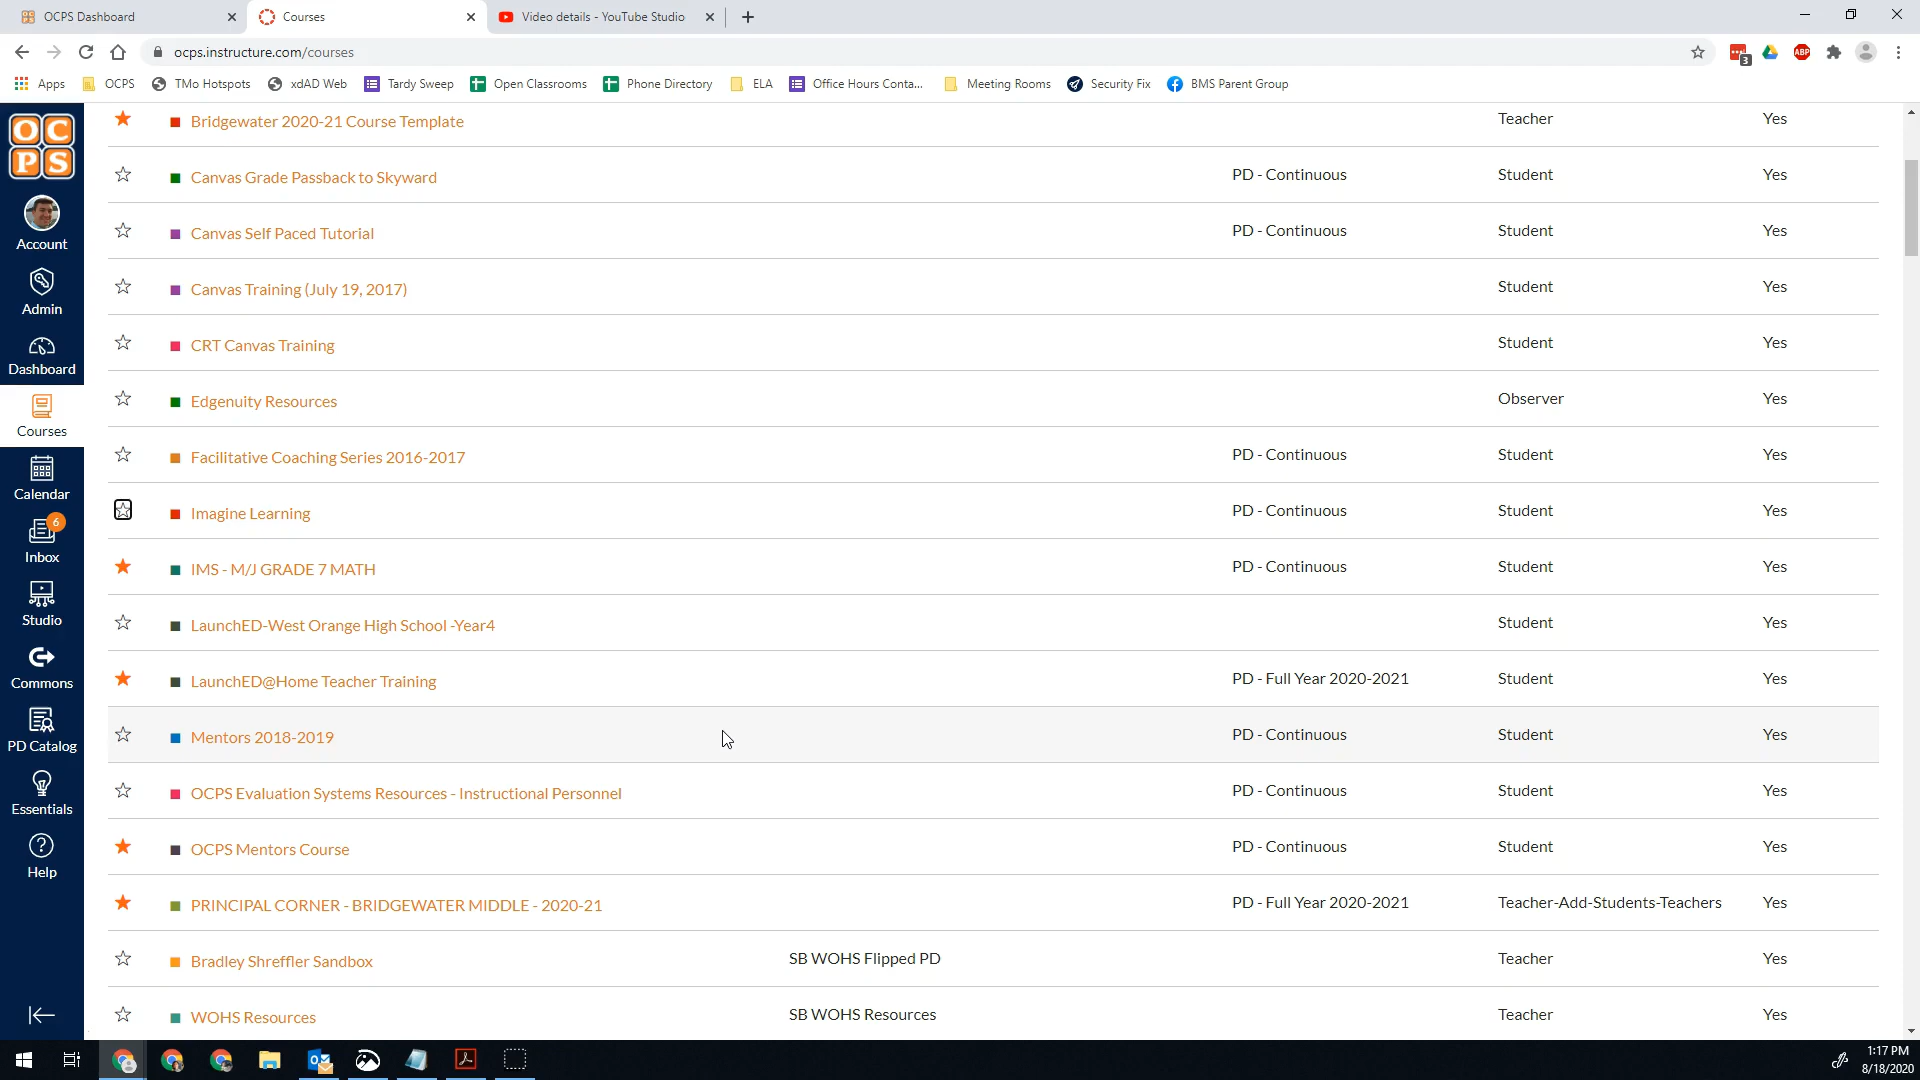 OCPS Dashboard
Courses
Video details - YouTube Studio
ocps.instructure.com/courses
3
ABP
Apps
OCPS
TMo Hotspots
xdAD Web
Tardy Sweep
Open Classrooms
Phone Directory
ELA
Office Hours Conta...
Meeting Rooms
Security Fix
BMS Parent Group
OCPS
Account
Admin
Dashboard
Courses
Calendar
6
Inbox
Studio
Commons
PD Catalog
Essentials
Help
Bridgewater 2020-21 Course Template Teacher Yes
Canvas Grade Passback to Skyward PD - Continuous Student Yes
Canvas Self Paced Tutorial PD - Continuous Student Yes
Canvas Training (July 19, 2017) Student Yes
CRT Canvas Training Student Yes
Edgenuity Resources Observer Yes
Facilitative Coaching Series 2016-2017 PD - Continuous Student Yes
Imagine Learning PD - Continuous Student Yes
IMS - M/J GRADE 7 MATH PD - Continuous Student Yes
LaunchED-West Orange High School -Year4 Student Yes
LaunchED@Home Teacher Training PD - Full Year 2020-2021 Student Yes
Mentors 2018-2019 PD - Continuous Student Yes
OCPS Evaluation Systems Resources - Instructional Personnel PD - Continuous Student Yes
OCPS Mentors Course PD - Continuous Student Yes
PRINCIPAL CORNER - BRIDGEWATER MIDDLE - 2020-21 PD - Full Year 2020-2021 Teacher-Add-Students-Teachers Yes
Bradley Shreffler Sandbox SB WOHS Flipped PD Teacher Yes
WOHS Resources SB WOHS Resources Teacher Yes
1:17 PM
8/18/2020